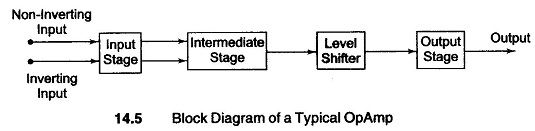 Non-Inverting
Input
Input
Stage
Intermediate
Stage
Level
Shifter
Output
Stage
Output
Inverting
Input
14.5 Block Diagram of a Typical OpAmp